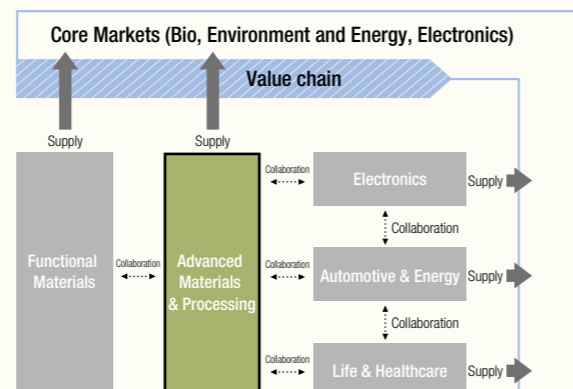 Core Markets (Bio, Environment and Energy, Electronics)
Value chain
Supply
Supply
Functional
Materials
Collaboration
Advanced
Materials
& Processing
Collaboration
Electronics
Supply
Collaboration
Collaboration
Automotive & Energy
Supply
Collaboration
Collaboration
Life & Healthcare
Supply